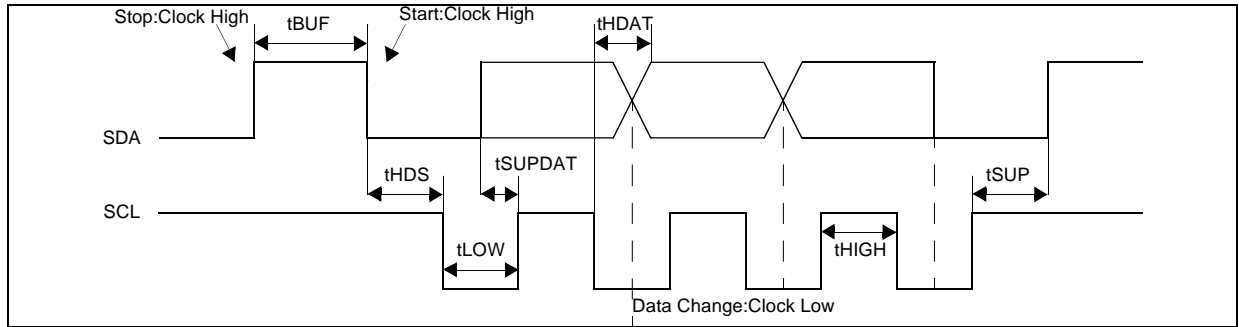 Stop:Clock High
tBUF
Start:Clock High
tHDAT
SDA
tHDS
tSUPDAT
tSUP
SCL
tLOW
tHIGH
Data Change:Clock Low